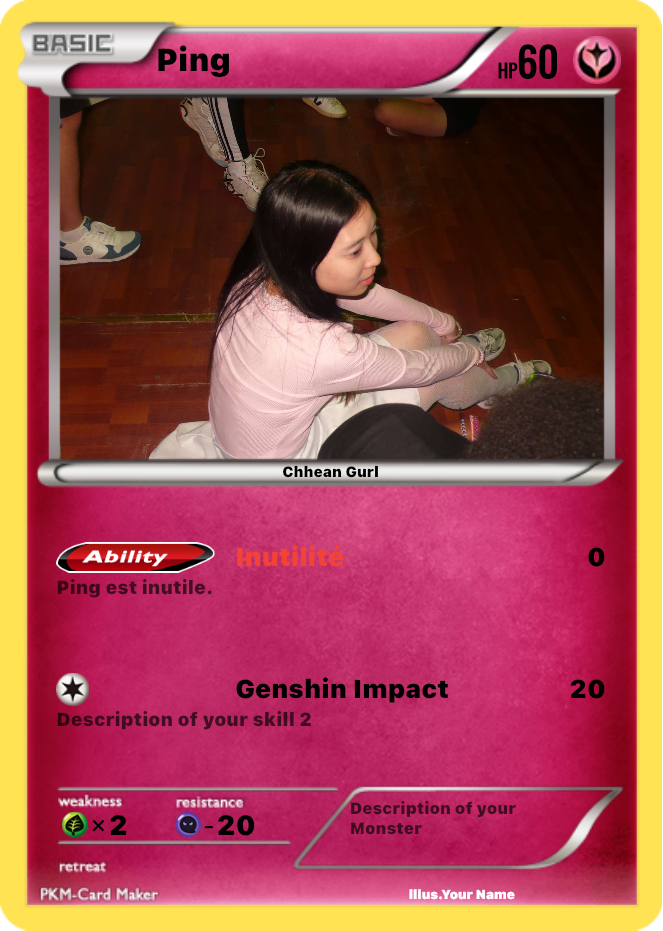 BASIC
Ping
HP60
Chhean Gurl
Ability Inutilité 0
Ping est inutile.
Genshin Impact 20
Description of your skill 2
weakness resistance
×2 -20
Description of your
Monster
retreat
PKM-Card Maker
Illus.Your Name